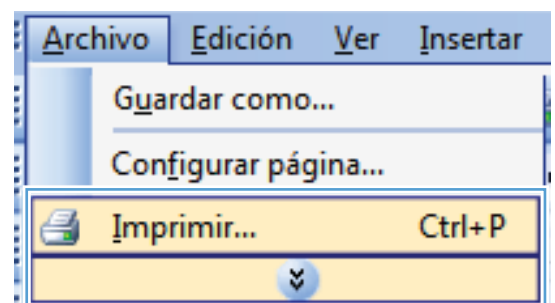 Archivo Edición Ver Insertar
Guardar como...
Configurar página...
Imprimir... Ctrl+P